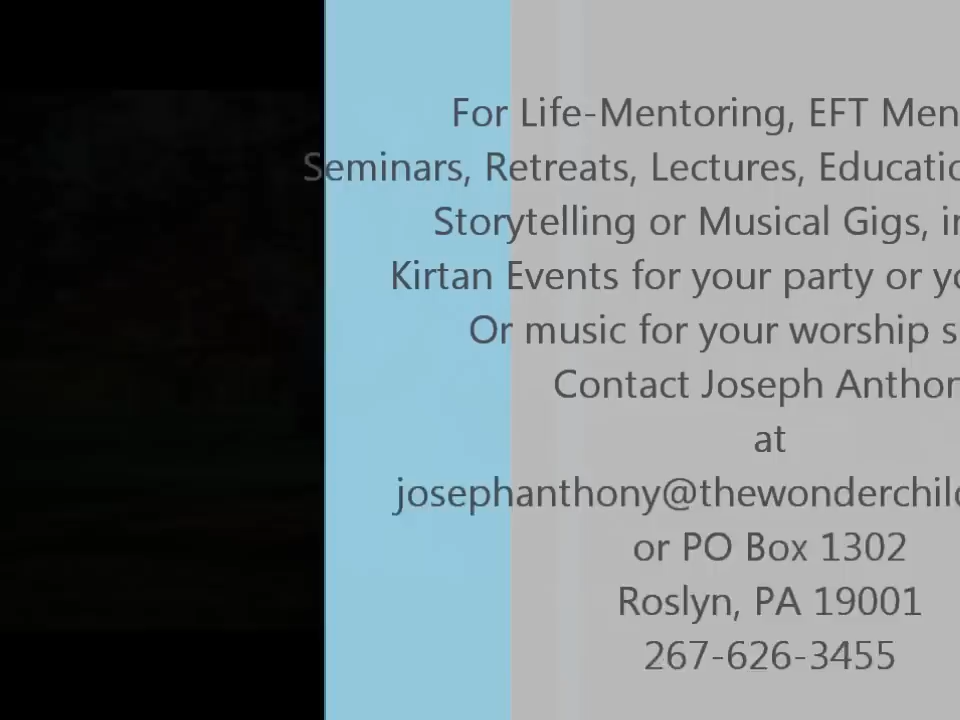 For Life-Mentoring, EFT Men
Seminars, Retreats, Lectures, Educatio
Storytelling or Musical Gigs, in
Kirtan Events for your party or yo
Or music for your worship s
Contact Joseph Anthon
at
josephanthony@thewonderchild
or PO Box 1302
Roslyn, PA 19001
267-626-3455